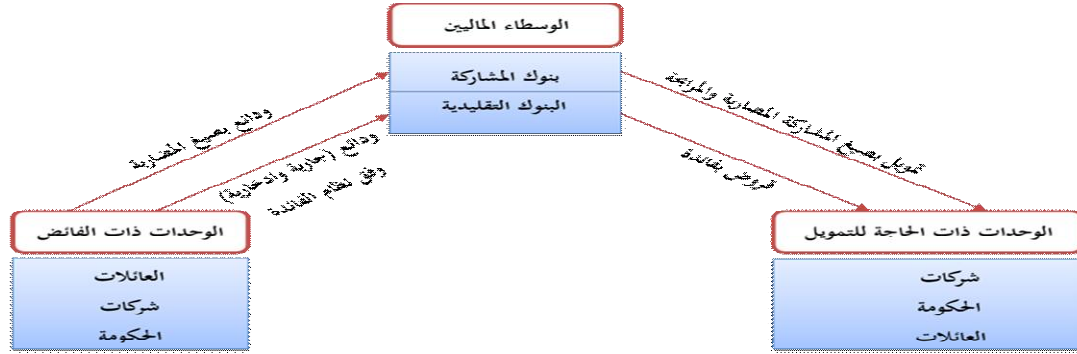 الوسطاء الماليين
بنوك المشاركة
البنوك التقليدية
تمويل بصيغ المشاركة المضاربة والمرابحة
قروض بفائدة
ودائع بصيغ المضاربة
ودائع (جارية وادخارية)
وفق نظام الفائدة
الوحدات ذات الحاجة للتمويل
شركات
الحكومة
العائلات
الوحدات ذات الفائض
العائلات
شركات
الحكومة